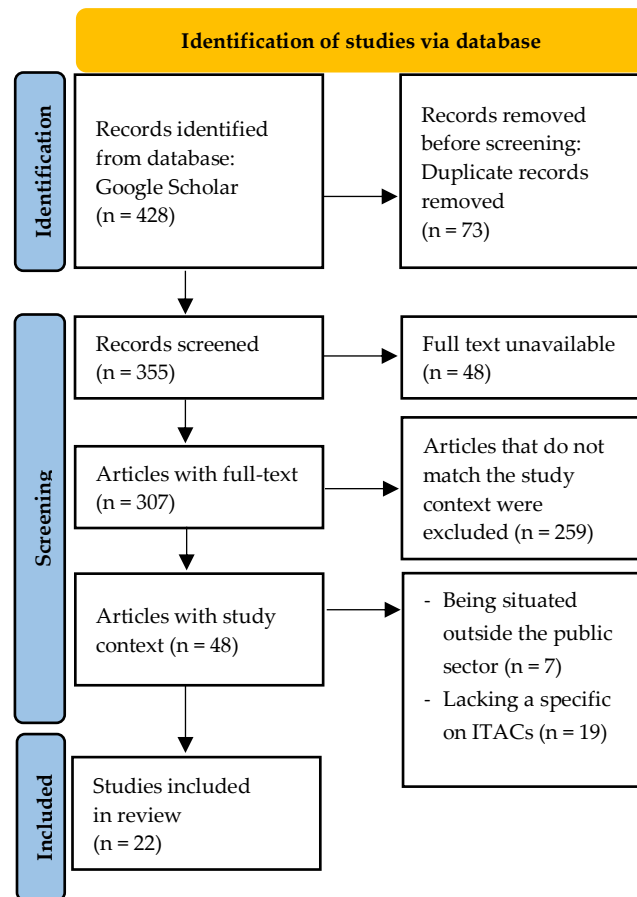 Identification of studies via database
Identification
Records identified
from database:
Google Scholar
(n = 428)
Records removed
before screening:
Duplicate records
removed
(n = 73)
Screening
Records screened
(n = 355)
Full text unavailable
(n = 48)
Articles with full-text
(n = 307)
Articles that do not
match the study
context were
excluded (n = 259)
Articles with study
context (n = 48)
- Being situated
outside the public
sector (n = 7)
- Lacking a specific
on ITACs (n = 19)
Included
Studies included
in review
(n = 22)